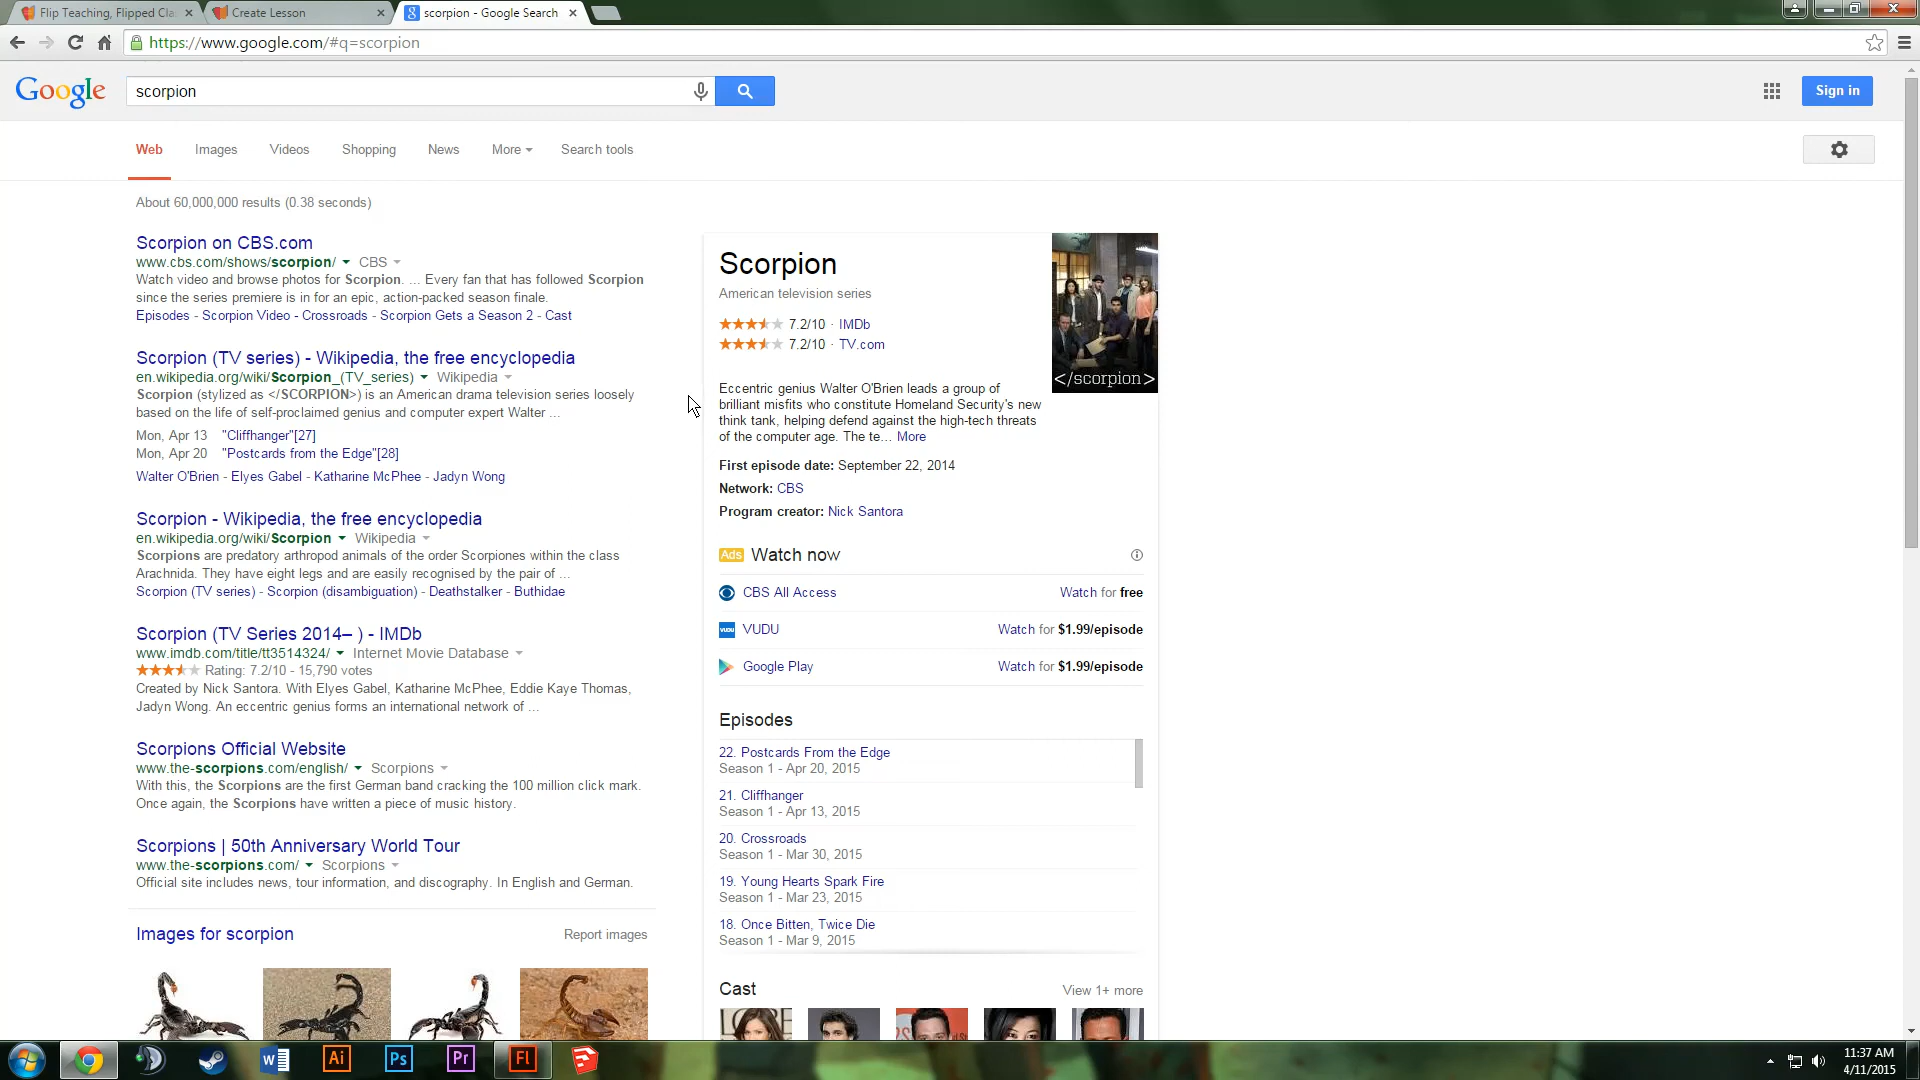 Flip Teaching, Flipped Cla
Create Lesson
scorpion - Google Search
https://www.google.com/#q=scorpion
Google
scorpion
Sign in
Web
Images
Videos
Shopping
News
More
Search tools
About 60,000,000 results (0.38 seconds)
Scorpion on CBS.com
www.cbs.com/shows/scorpion/ CBS
Watch video and browse photos for Scorpion. ... Every fan that has followed Scorpion
since the series premiere is in for an epic, action-packed season finale.
Episodes - Scorpion Video - Crossroads - Scorpion Gets a Season 2 - Cast
Scorpion (TV series) - Wikipedia, the free encyclopedia
en.wikipedia.org/wiki/Scorpion_(TV_series) Wikipedia
Scorpion (stylized as </SCORPION>) is an American drama television series loosely
based on the life of self-proclaimed genius and computer expert Walter ...
Mon, Apr 13 "Cliffhanger"[27]
Mon, Apr 20 "Postcards from the Edge"[28]
Walter O'Brien - Elyes Gabel - Katharine McPhee - Jadyn Wong
Scorpion - Wikipedia, the free encyclopedia
en.wikipedia.org/wiki/Scorpion Wikipedia
Scorpions are predatory arthropod animals of the order Scorpiones within the class
Arachnida. They have eight legs and are easily recognised by the pair of ...
Scorpion (TV series) - Scorpion (disambiguation) - Deathstalker - Buthidae
Scorpion (TV Series 2014– ) - IMDb
www.imdb.com/title/tt3514324/ Internet Movie Database
Rating: 7.2/10 - 15,790 votes
Created by Nick Santora. With Elyes Gabel, Katharine McPhee, Eddie Kaye Thomas,
Jadyn Wong. An eccentric genius forms an international network of ...
Scorpions Official Website
www.the-scorpions.com/english/ Scorpions
With this, the Scorpions are the first German band cracking the 100 million click mark.
Once again, the Scorpions have written a piece of music history.
Scorpions | 50th Anniversary World Tour
www.the-scorpions.com/ Scorpions
Official site includes news, tour information, and discography. In English and German.
Images for scorpion
Report images
Scorpion
American television series
7.2/10 · IMDb
7.2/10 · TV.com
</scorpion>
Eccentric genius Walter O'Brien leads a group of
brilliant misfits who constitute Homeland Security's new
think tank, helping defend against the high-tech threats
of the computer age. The te... More
First episode date: September 22, 2014
Network: CBS
Program creator: Nick Santora
Ads Watch now
CBS All Access Watch for free
VUDU Watch for $1.99/episode
Google Play Watch for $1.99/episode
Episodes
22. Postcards From the Edge
Season 1 - Apr 20, 2015
21. Cliffhanger
Season 1 - Apr 13, 2015
20. Crossroads
Season 1 - Mar 30, 2015
19. Young Hearts Spark Fire
Season 1 - Mar 23, 2015
18. Once Bitten, Twice Die
Season 1 - Mar 9, 2015
Cast
View 1+ more
Ai
Ps
Pr
Fl
11:37 AM
4/11/2015